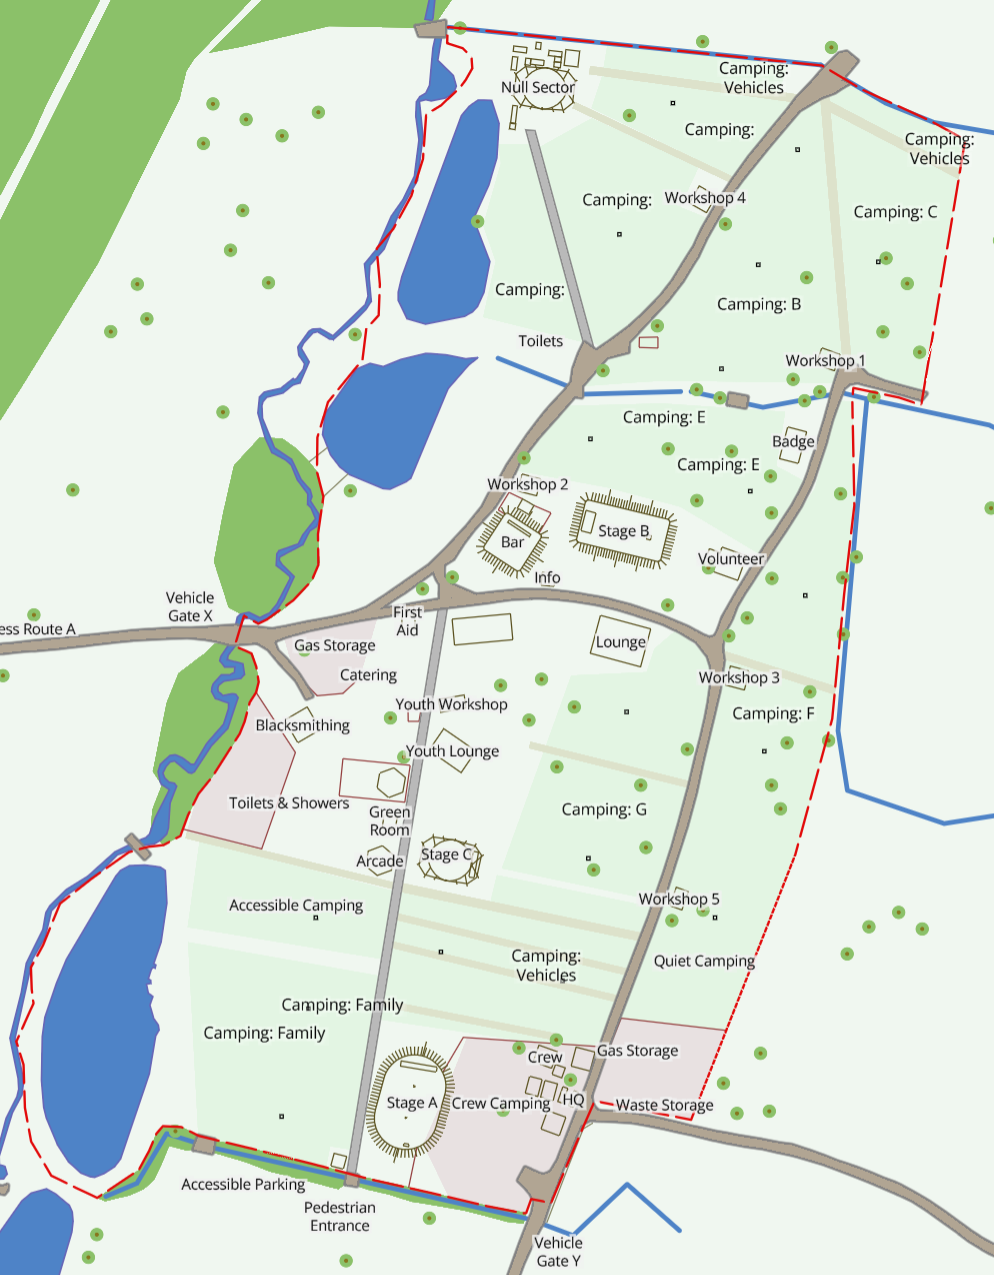 Null Sector
Camping:
Vehicles
Camping:
Camping:
Vehicles
Camping:
Workshop 4
Camping: C
Camping:
Camping: B
Toilets
Workshop 1
Camping: E
Badge
Camping: E
Workshop 2
Stage B
Bar
Volunteer
Info
Vehicle
Gate X
First
Aid
ess Route A
Gas Storage
Lounge
Catering
Workshop 3
Youth Workshop
Camping: F
Blacksmithing
Youth Lounge
Toilets & Showers
Green
Room
Camping: G
Arcade
Stage C
Workshop 5
Accessible Camping
Camping:
Vehicles
Quiet Camping
Camping: Family
Camping: Family
Crew
Gas Storage
Stage A
Crew Camping
HQ
Waste Storage
Accessible Parking
Pedestrian
Entrance
Vehicle
Gate Y